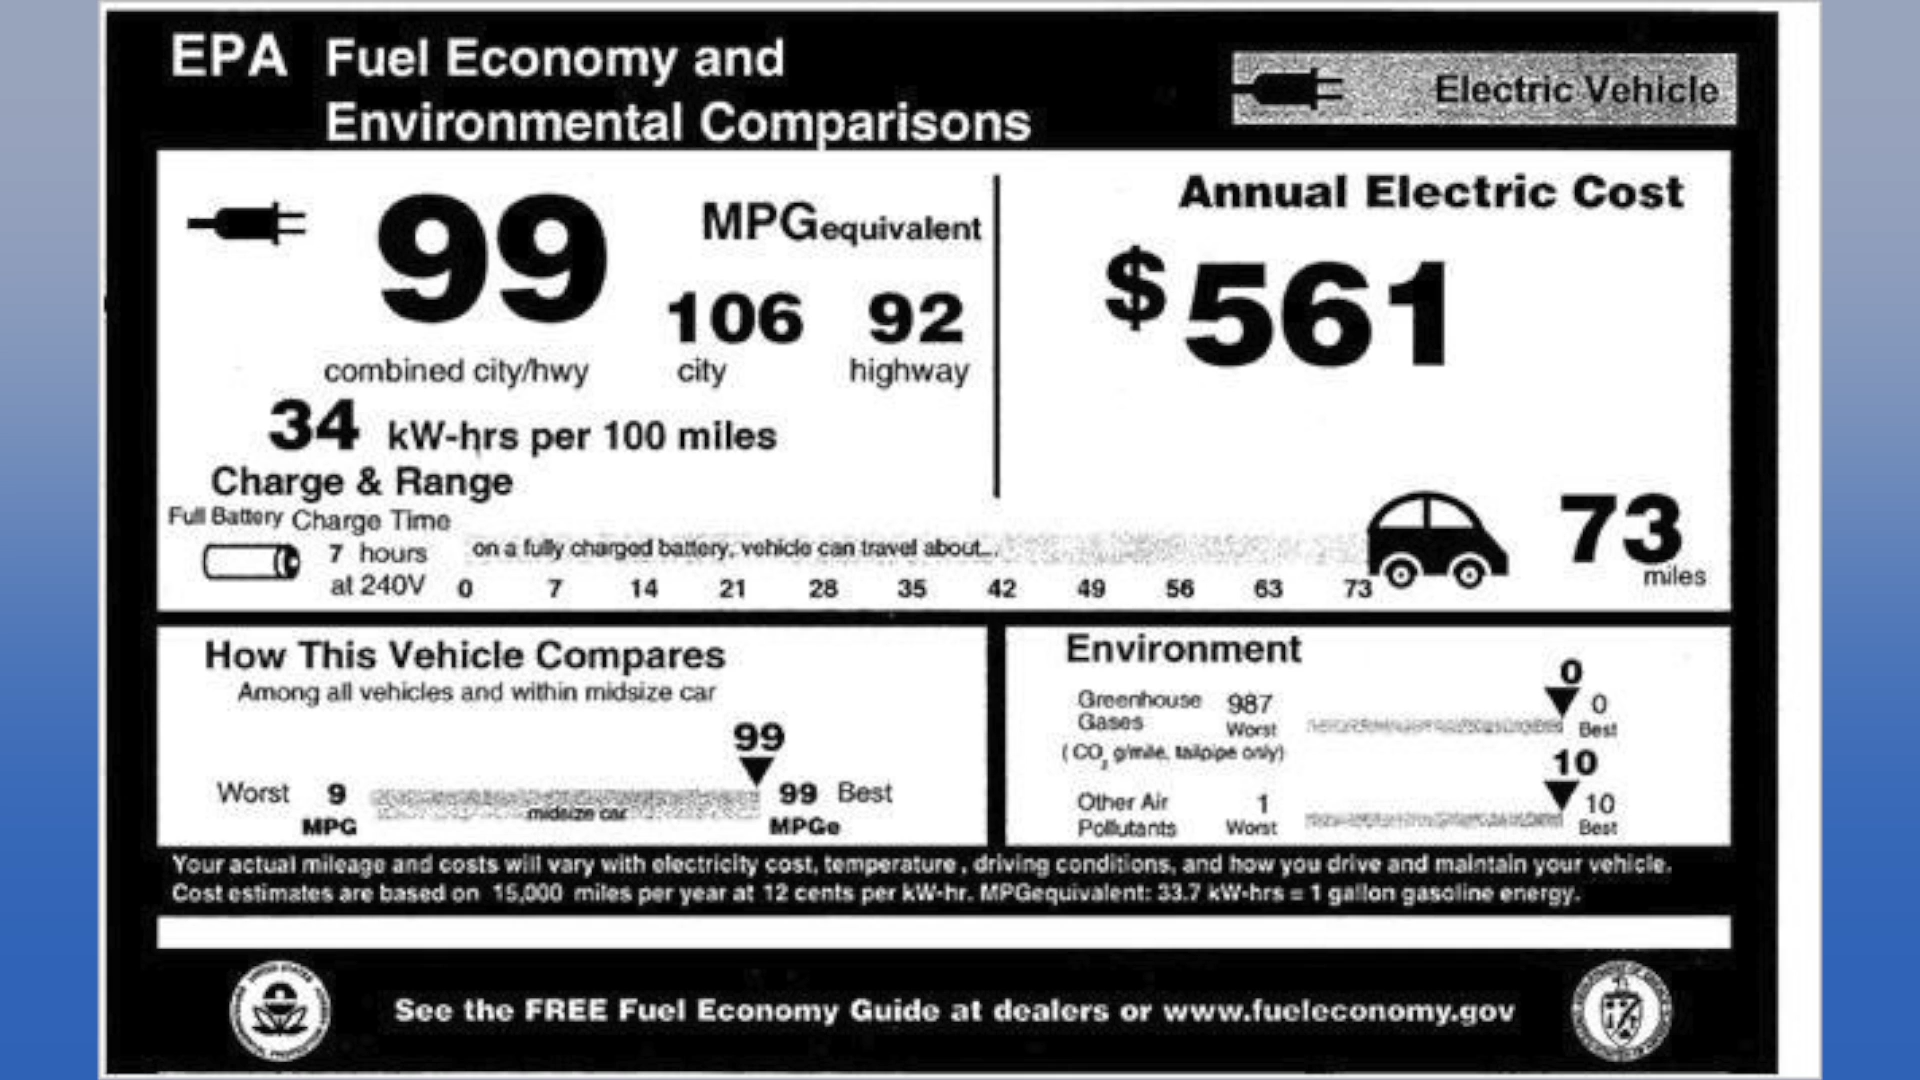 EPA Fuel Economy and
Environmental Comparisons
Electric Vehicle
99 MPGequivalent
106 92
combined city/hwy city highway
34 kW-hrs per 100 miles
Annual Electric Cost
$561
Charge & Range
Full Battery Charge Time
7 hours
at 240V
on a fully charged battery, vehicle can travel about...
0 7 14 21 28 35 42 49 56 63 73
73
miles
How This Vehicle Compares
Among all vehicles and within midsize car
99
Worst 9 99 Best
midsize car
MPG MPGe
Environment
0
Greenhouse 987 0
Gases Worst Best
(CO2 g/mile, tailpipe only)
10
Other Air 1 10
Pollutants Worst Best
Your actual mileage and costs will vary with electricity cost, temperature, driving conditions, and how you drive and maintain your vehicle.
Cost estimates are based on 15,000 miles per year at 12 cents per kW-hr. MPGequivalent: 33.7 kW-hrs = 1 gallon gasoline energy.
See the FREE Fuel Economy Guide at dealers or www.fueleconomy.gov